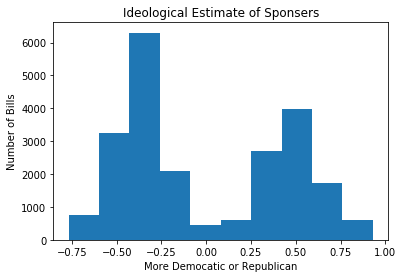 Ideological Estimate of Sponsers
Number of Bills
6000
5000
4000
3000
2000
1000
0
−0.75 −0.50 −0.25 0.00 0.25 0.50 0.75 1.00
More Democatic or Republican